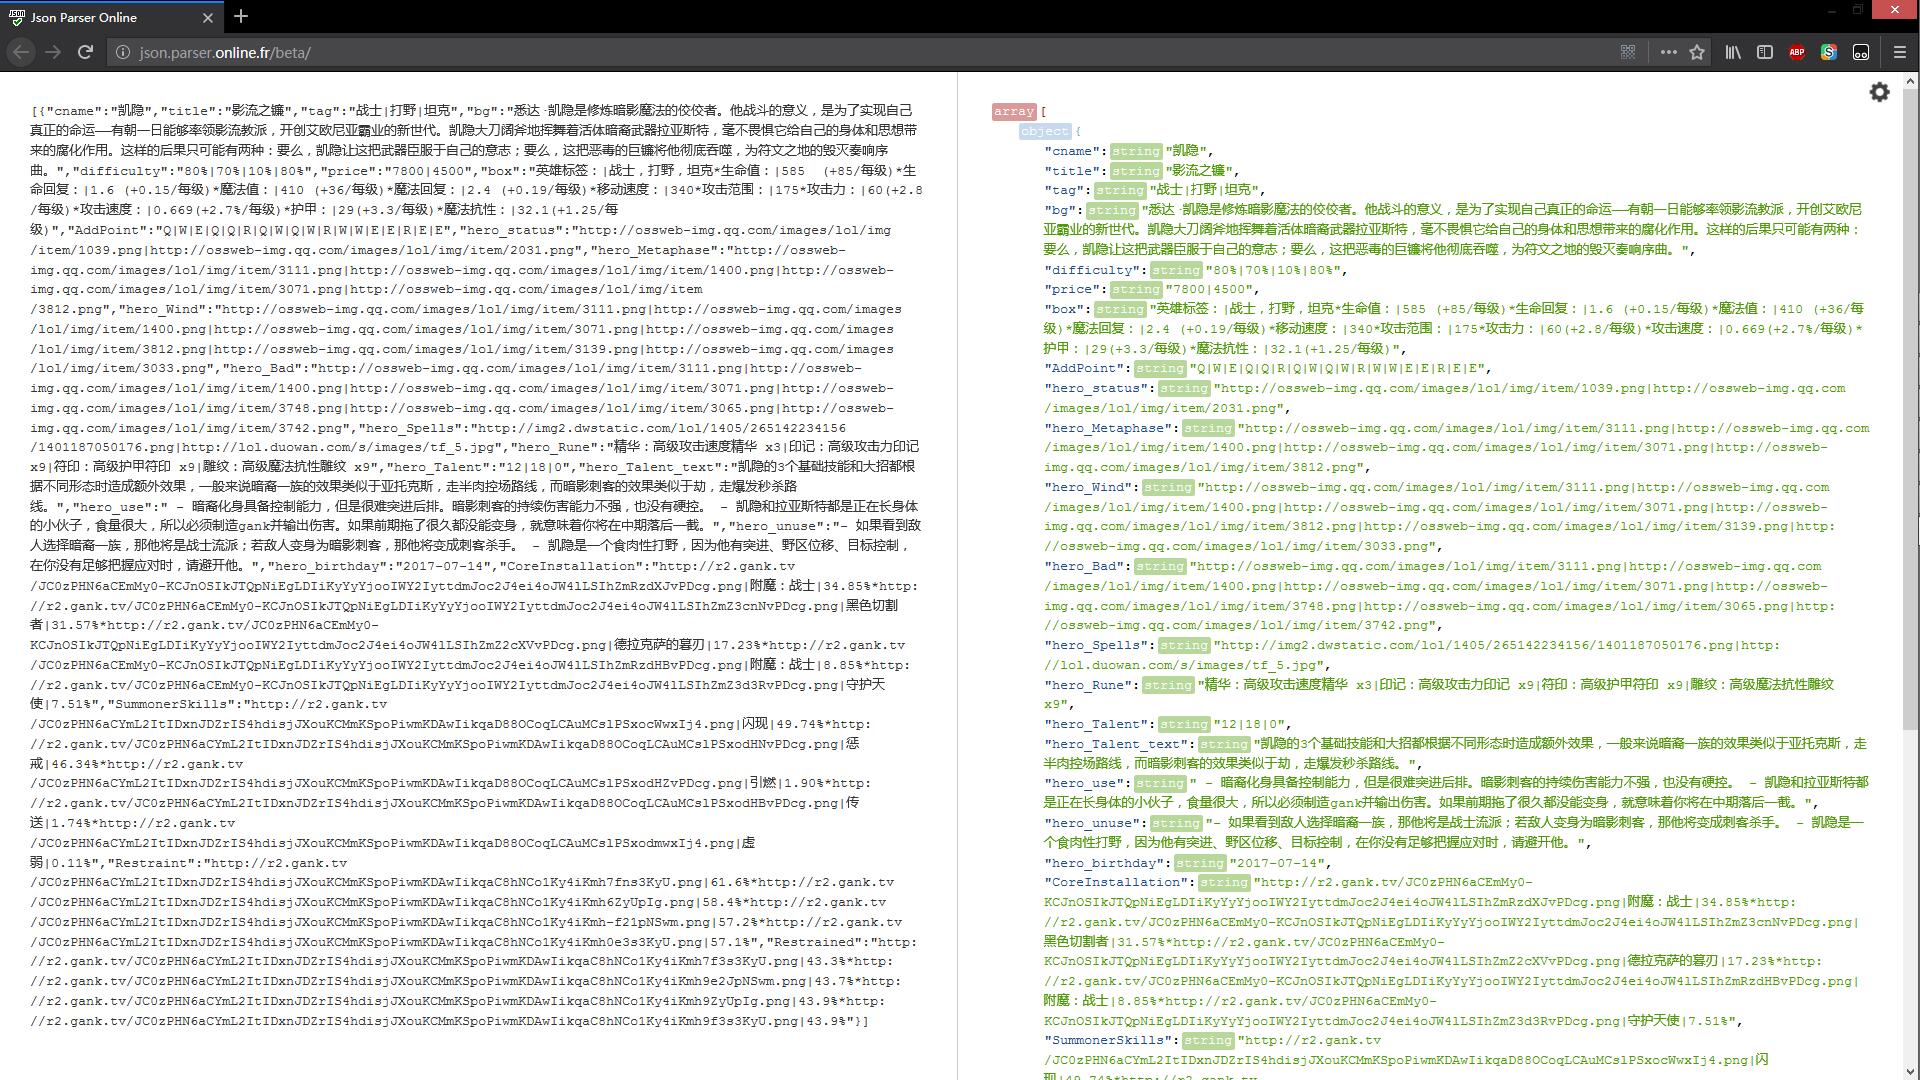 Json Parser Online
json.parser.online.fr/beta/
ABP
[{"cname":"凯隐","title":"影流之镰","tag":"战士|打野|坦克","bg":"悉达·凯隐是修炼暗影魔法的佼佼者。他战斗的意义，是为了实现自己
真正的命运——有朝一日能够率领影流教派，开创艾欧尼亚霸业的新世代。凯隐大刀阔斧地挥舞着活体暗裔武器拉亚斯特，毫不畏惧它给自己的身体和思想带
来的腐化作用。这样的后果只可能有两种：要么，凯隐让这把武器臣服于自己的意志；要么，这把恶毒的巨镰将他彻底吞噬，为符文之地的毁灭奏响序
曲。","difficulty":"80%|70%|10%|80%","price":"7800|4500","box":"英雄标签：|战士，打野，坦克*生命值：|585  (+85/每级)*生
命回复：|1.6 (+0.15/每级)*魔法值：|410 (+36/每级)*魔法回复：|2.4 (+0.19/每级)*移动速度：|340*攻击范围：|175*攻击力：|60(+2.8
/每级)*攻击速度：|0.669(+2.7%/每级)*护甲：|29(+3.3/每级)*魔法抗性：|32.1(+1.25/每
级)","AddPoint":"Q|W|E|Q|Q|R|Q|W|Q|W|R|W|W|E|E|R|E|E","hero_status":"http://ossweb-img.qq.com/images/lol/img
/item/1039.png|http://ossweb-img.qq.com/images/lol/img/item/2031.png","hero_Metaphase":"http://ossweb-
img.qq.com/images/lol/img/item/3111.png|http://ossweb-img.qq.com/images/lol/img/item/1400.png|http://ossweb-
img.qq.com/images/lol/img/item/3071.png|http://ossweb-img.qq.com/images/lol/img/item
/3812.png","hero_Wind":"http://ossweb-img.qq.com/images/lol/img/item/3111.png|http://ossweb-img.qq.com/images
/lol/img/item/1400.png|http://ossweb-img.qq.com/images/lol/img/item/3071.png|http://ossweb-img.qq.com/images
/lol/img/item/3812.png|http://ossweb-img.qq.com/images/lol/img/item/3139.png|http://ossweb-img.qq.com/images
/lol/img/item/3033.png","hero_Bad":"http://ossweb-img.qq.com/images/lol/img/item/3111.png|http://ossweb-
img.qq.com/images/lol/img/item/1400.png|http://ossweb-img.qq.com/images/lol/img/item/3071.png|http://ossweb-
img.qq.com/images/lol/img/item/3748.png|http://ossweb-img.qq.com/images/lol/img/item/3065.png|http://ossweb-
img.qq.com/images/lol/img/item/3742.png","hero_Spells":"http://img2.dwstatic.com/lol/1405/265142234156
/1401187050176.png|http://lol.duowan.com/s/images/tf_5.jpg","hero_Rune":"精华：高级攻击速度精华 x3|印记：高级攻击力印记
x9|符印：高级护甲符印 x9|雕纹：高级魔法抗性雕纹 x9","hero_Talent":"12|18|0","hero_Talent_text":"凯隐的3个基础技能和大招都根
据不同形态时造成额外效果，一般来说暗裔一族的效果类似于亚托克斯，走半肉控场路线，而暗影刺客的效果类似于劫，走爆发秒杀路
线。","hero_use":" - 暗裔化身具备控制能力，但是很难突进后排。暗影刺客的持续伤害能力不强，也没有硬控。 - 凯隐和拉亚斯特都是正在长身体
的小伙子，食量很大，所以必须制造gank并输出伤害。如果前期拖了很久都没能变身，就意味着你将在中期落后一截。","hero_unuse":"- 如果看到敌
人选择暗裔一族，那他将是战士流派；若敌人变身为暗影刺客，那他将变成刺客杀手。 - 凯隐是一个食肉性打野，因为他有突进、野区位移、目标控制，
在你没有足够把握应对时，请避开他。","hero_birthday":"2017-07-14","CoreInstallation":"http://r2.gank.tv
/JC0zPHN6aCEmMy0-KCJnOSIkJTQpNiEgLDIiKyYyYjooIWY2IyttdmJoc2J4ei4oJW4lLSIhZmRzdXJvPDcg.png|附魔：战士|34.85%*http:
//r2.gank.tv/JC0zPHN6aCEmMy0-KCJnOSIkJTQpNiEgLDIiKyYyYjooIWY2IyttdmJoc2J4ei4oJW4lLSIhZmZ3cnNvPDcg.png|黑色切割
者|31.57%*http://r2.gank.tv/JC0zPHN6aCEmMy0-
KCJnOSIkJTQpNiEgLDIiKyYyYjooIWY2IyttdmJoc2J4ei4oJW4lLSIhZmZ2cXVvPDcg.png|德拉克萨的暮刃|17.23%*http://r2.gank.tv
/JC0zPHN6aCEmMy0-KCJnOSIkJTQpNiEgLDIiKyYyYjooIWY2IyttdmJoc2J4ei4oJW4lLSIhZmRzdHBvPDcg.png|附魔：战士|8.85%*http:
//r2.gank.tv/JC0zPHN6aCEmMy0-KCJnOSIkJTQpNiEgLDIiKyYyYjooIWY2IyttdmJoc2J4ei4oJW4lLSIhZmZ3d3RvPDcg.png|守护天
使|7.51%","SummonerSkills":"http://r2.gank.tv
/JC0zPHN6aCYmL2ItIDxnJDZrIS4hdisjJXouKCMmKSpoPiwmKDAwIikqaD88OCoqLCAuMCslPSxocWwxIj4.png|闪现|49.74%*http:
//r2.gank.tv/JC0zPHN6aCYmL2ItIDxnJDZrIS4hdisjJXouKCMmKSpoPiwmKDAwIikqaD88OCoqLCAuMCslPSxodHNvPDcg.png|惩
戒|46.34%*http://r2.gank.tv
/JC0zPHN6aCYmL2ItIDxnJDZrIS4hdisjJXouKCMmKSpoPiwmKDAwIikqaD88OCoqLCAuMCslPSxodHZvPDcg.png|引燃|1.90%*http:
//r2.gank.tv/JC0zPHN6aCYmL2ItIDxnJDZrIS4hdisjJXouKCMmKSpoPiwmKDAwIikqaD88OCoqLCAuMCslPSxodHBvPDcg.png|传
送|1.74%*http://r2.gank.tv
/JC0zPHN6aCYmL2ItIDxnJDZrIS4hdisjJXouKCMmKSpoPiwmKDAwIikqaD88OCoqLCAuMCslPSxodmwxIj4.png|虚
弱|0.11%","Restraint":"http://r2.gank.tv
/JC0zPHN6aCYmL2ItIDxnJDZrIS4hdisjJXouKCMmKSpoPiwmKDAwIikqaC8hNCo1Ky4iKmh7fns3KyU.png|61.6%*http://r2.gank.tv
/JC0zPHN6aCYmL2ItIDxnJDZrIS4hdisjJXouKCMmKSpoPiwmKDAwIikqaC8hNCo1Ky4iKmh6ZyUpIg.png|58.4%*http://r2.gank.tv
/JC0zPHN6aCYmL2ItIDxnJDZrIS4hdisjJXouKCMmKSpoPiwmKDAwIikqaC8hNCo1Ky4iKmh-f21pNSwm.png|57.2%*http://r2.gank.tv
/JC0zPHN6aCYmL2ItIDxnJDZrIS4hdisjJXouKCMmKSpoPiwmKDAwIikqaC8hNCo1Ky4iKmh0e3s3KyU.png|57.1%","Restrained":"http:
//r2.gank.tv/JC0zPHN6aCYmL2ItIDxnJDZrIS4hdisjJXouKCMmKSpoPiwmKDAwIikqaC8hNCo1Ky4iKmh7f3s3KyU.png|43.3%*http:
//r2.gank.tv/JC0zPHN6aCYmL2ItIDxnJDZrIS4hdisjJXouKCMmKSpoPiwmKDAwIikqaC8hNCo1Ky4iKmh9e2JpNSwm.png|43.7%*http:
//r2.gank.tv/JC0zPHN6aCYmL2ItIDxnJDZrIS4hdisjJXouKCMmKSpoPiwmKDAwIikqaC8hNCo1Ky4iKmh9ZyUpIg.png|43.9%*http:
//r2.gank.tv/JC0zPHN6aCYmL2ItIDxnJDZrIS4hdisjJXouKCMmKSpoPiwmKDAwIikqaC8hNCo1Ky4iKmh9f3s3KyU.png|43.9%"}]
array [
object {
"cname": string "凯隐",
"title": string "影流之镰",
"tag": string "战士|打野|坦克",
"bg": string "悉达·凯隐是修炼暗影魔法的佼佼者。他战斗的意义，是为了实现自己真正的命运——有朝一日能够率领影流教派，开创艾欧尼
亚霸业的新世代。凯隐大刀阔斧地挥舞着活体暗裔武器拉亚斯特，毫不畏惧它给自己的身体和思想带来的腐化作用。这样的后果只可能有两种：
要么，凯隐让这把武器臣服于自己的意志；要么，这把恶毒的巨镰将他彻底吞噬，为符文之地的毁灭奏响序曲。",
"difficulty": string "80%|70%|10%|80%",
"price": string "7800|4500",
"box": string "英雄标签：|战士，打野，坦克*生命值：|585 (+85/每级)*生命回复：|1.6 (+0.15/每级)*魔法值：|410 (+36/每
级)*魔法回复：|2.4 (+0.19/每级)*移动速度：|340*攻击范围：|175*攻击力：|60(+2.8/每级)*攻击速度：|0.669(+2.7%/每级)*
护甲：|29(+3.3/每级)*魔法抗性：|32.1(+1.25/每级)",
"AddPoint": string "Q|W|E|Q|Q|R|Q|W|Q|W|R|W|W|E|E|R|E|E",
"hero_status": string "http://ossweb-img.qq.com/images/lol/img/item/1039.png|http://ossweb-img.qq.com
/images/lol/img/item/2031.png",
"hero_Metaphase": string "http://ossweb-img.qq.com/images/lol/img/item/3111.png|http://ossweb-img.qq.com
/images/lol/img/item/1400.png|http://ossweb-img.qq.com/images/lol/img/item/3071.png|http://ossweb-
img.qq.com/images/lol/img/item/3812.png",
"hero_Wind": string "http://ossweb-img.qq.com/images/lol/img/item/3111.png|http://ossweb-img.qq.com
/images/lol/img/item/1400.png|http://ossweb-img.qq.com/images/lol/img/item/3071.png|http://ossweb-
img.qq.com/images/lol/img/item/3812.png|http://ossweb-img.qq.com/images/lol/img/item/3139.png|http:
//ossweb-img.qq.com/images/lol/img/item/3033.png",
"hero_Bad": string "http://ossweb-img.qq.com/images/lol/img/item/3111.png|http://ossweb-img.qq.com
/images/lol/img/item/1400.png|http://ossweb-img.qq.com/images/lol/img/item/3071.png|http://ossweb-
img.qq.com/images/lol/img/item/3748.png|http://ossweb-img.qq.com/images/lol/img/item/3065.png|http:
//ossweb-img.qq.com/images/lol/img/item/3742.png",
"hero_Spells": string "http://img2.dwstatic.com/lol/1405/265142234156/1401187050176.png|http:
//lol.duowan.com/s/images/tf_5.jpg",
"hero_Rune": string "精华：高级攻击速度精华 x3|印记：高级攻击力印记 x9|符印：高级护甲符印 x9|雕纹：高级魔法抗性雕纹
x9",
"hero_Talent": string "12|18|0",
"hero_Talent_text": string "凯隐的3个基础技能和大招都根据不同形态时造成额外效果，一般来说暗裔一族的效果类似于亚托克斯，走
半肉控场路线，而暗影刺客的效果类似于劫，走爆发秒杀路线。",
"hero_use": string " - 暗裔化身具备控制能力，但是很难突进后排。暗影刺客的持续伤害能力不强，也没有硬控。 - 凯隐和拉亚斯特都
是正在长身体的小伙子，食量很大，所以必须制造gank并输出伤害。如果前期拖了很久都没能变身，就意味着你将在中期落后一截。",
"hero_unuse": string "- 如果看到敌人选择暗裔一族，那他将是战士流派；若敌人变身为暗影刺客，那他将变成刺客杀手。 - 凯隐是一
个食肉性打野，因为他有突进、野区位移、目标控制，在你没有足够把握应对时，请避开他。",
"hero_birthday": string "2017-07-14",
"CoreInstallation": string "http://r2.gank.tv/JC0zPHN6aCEmMy0-
KCJnOSIkJTQpNiEgLDIiKyYyYjooIWY2IyttdmJoc2J4ei4oJW4lLSIhZmRzdXJvPDcg.png|附魔：战士|34.85%*http:
//r2.gank.tv/JC0zPHN6aCEmMy0-KCJnOSIkJTQpNiEgLDIiKyYyYjooIWY2IyttdmJoc2J4ei4oJW4lLSIhZmZ3cnNvPDcg.png|
黑色切割者|31.57%*http://r2.gank.tv/JC0zPHN6aCEmMy0-
KCJnOSIkJTQpNiEgLDIiKyYyYjooIWY2IyttdmJoc2J4ei4oJW4lLSIhZmZ2cXVvPDcg.png|德拉克萨的暮刃|17.23%*http:
//r2.gank.tv/JC0zPHN6aCEmMy0-KCJnOSIkJTQpNiEgLDIiKyYyYjooIWY2IyttdmJoc2J4ei4oJW4lLSIhZmRzdHBvPDcg.png|
附魔：战士|8.85%*http://r2.gank.tv/JC0zPHN6aCEmMy0-
KCJnOSIkJTQpNiEgLDIiKyYyYjooIWY2IyttdmJoc2J4ei4oJW4lLSIhZmZ3d3RvPDcg.png|守护天使|7.51%",
"SummonerSkills": string "http://r2.gank.tv
/JC0zPHN6aCYmL2ItIDxnJDZrIS4hdisjJXouKCMmKSpoPiwmKDAwIikqaD88OCoqLCAuMCslPSxocWwxIj4.png|闪
现|49.74%*http://r2.gank.tv